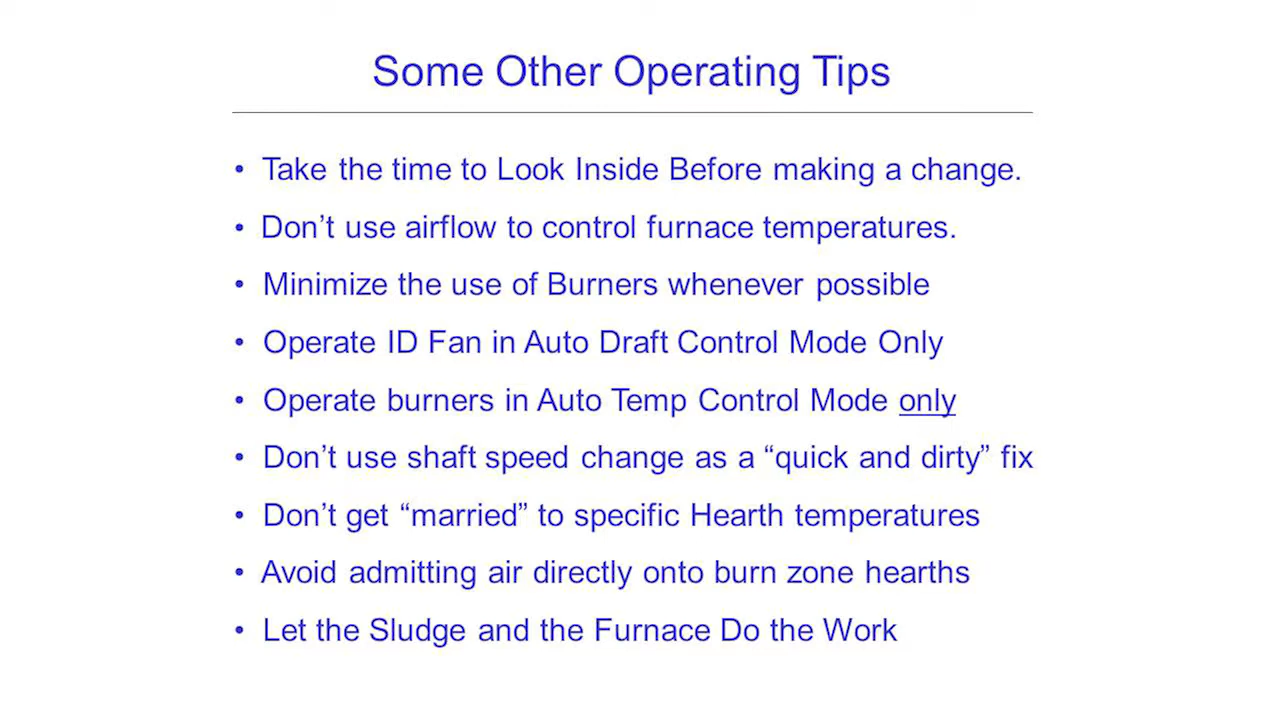 Some Other Operating Tips
• Take the time to Look Inside Before making a change.
• Don’t use airflow to control furnace temperatures.
• Minimize the use of Burners whenever possible
• Operate ID Fan in Auto Draft Control Mode Only
• Operate burners in Auto Temp Control Mode only
• Don’t use shaft speed change as a “quick and dirty” fix
• Don’t get “married” to specific Hearth temperatures
• Avoid admitting air directly onto burn zone hearths
• Let the Sludge and the Furnace Do the Work